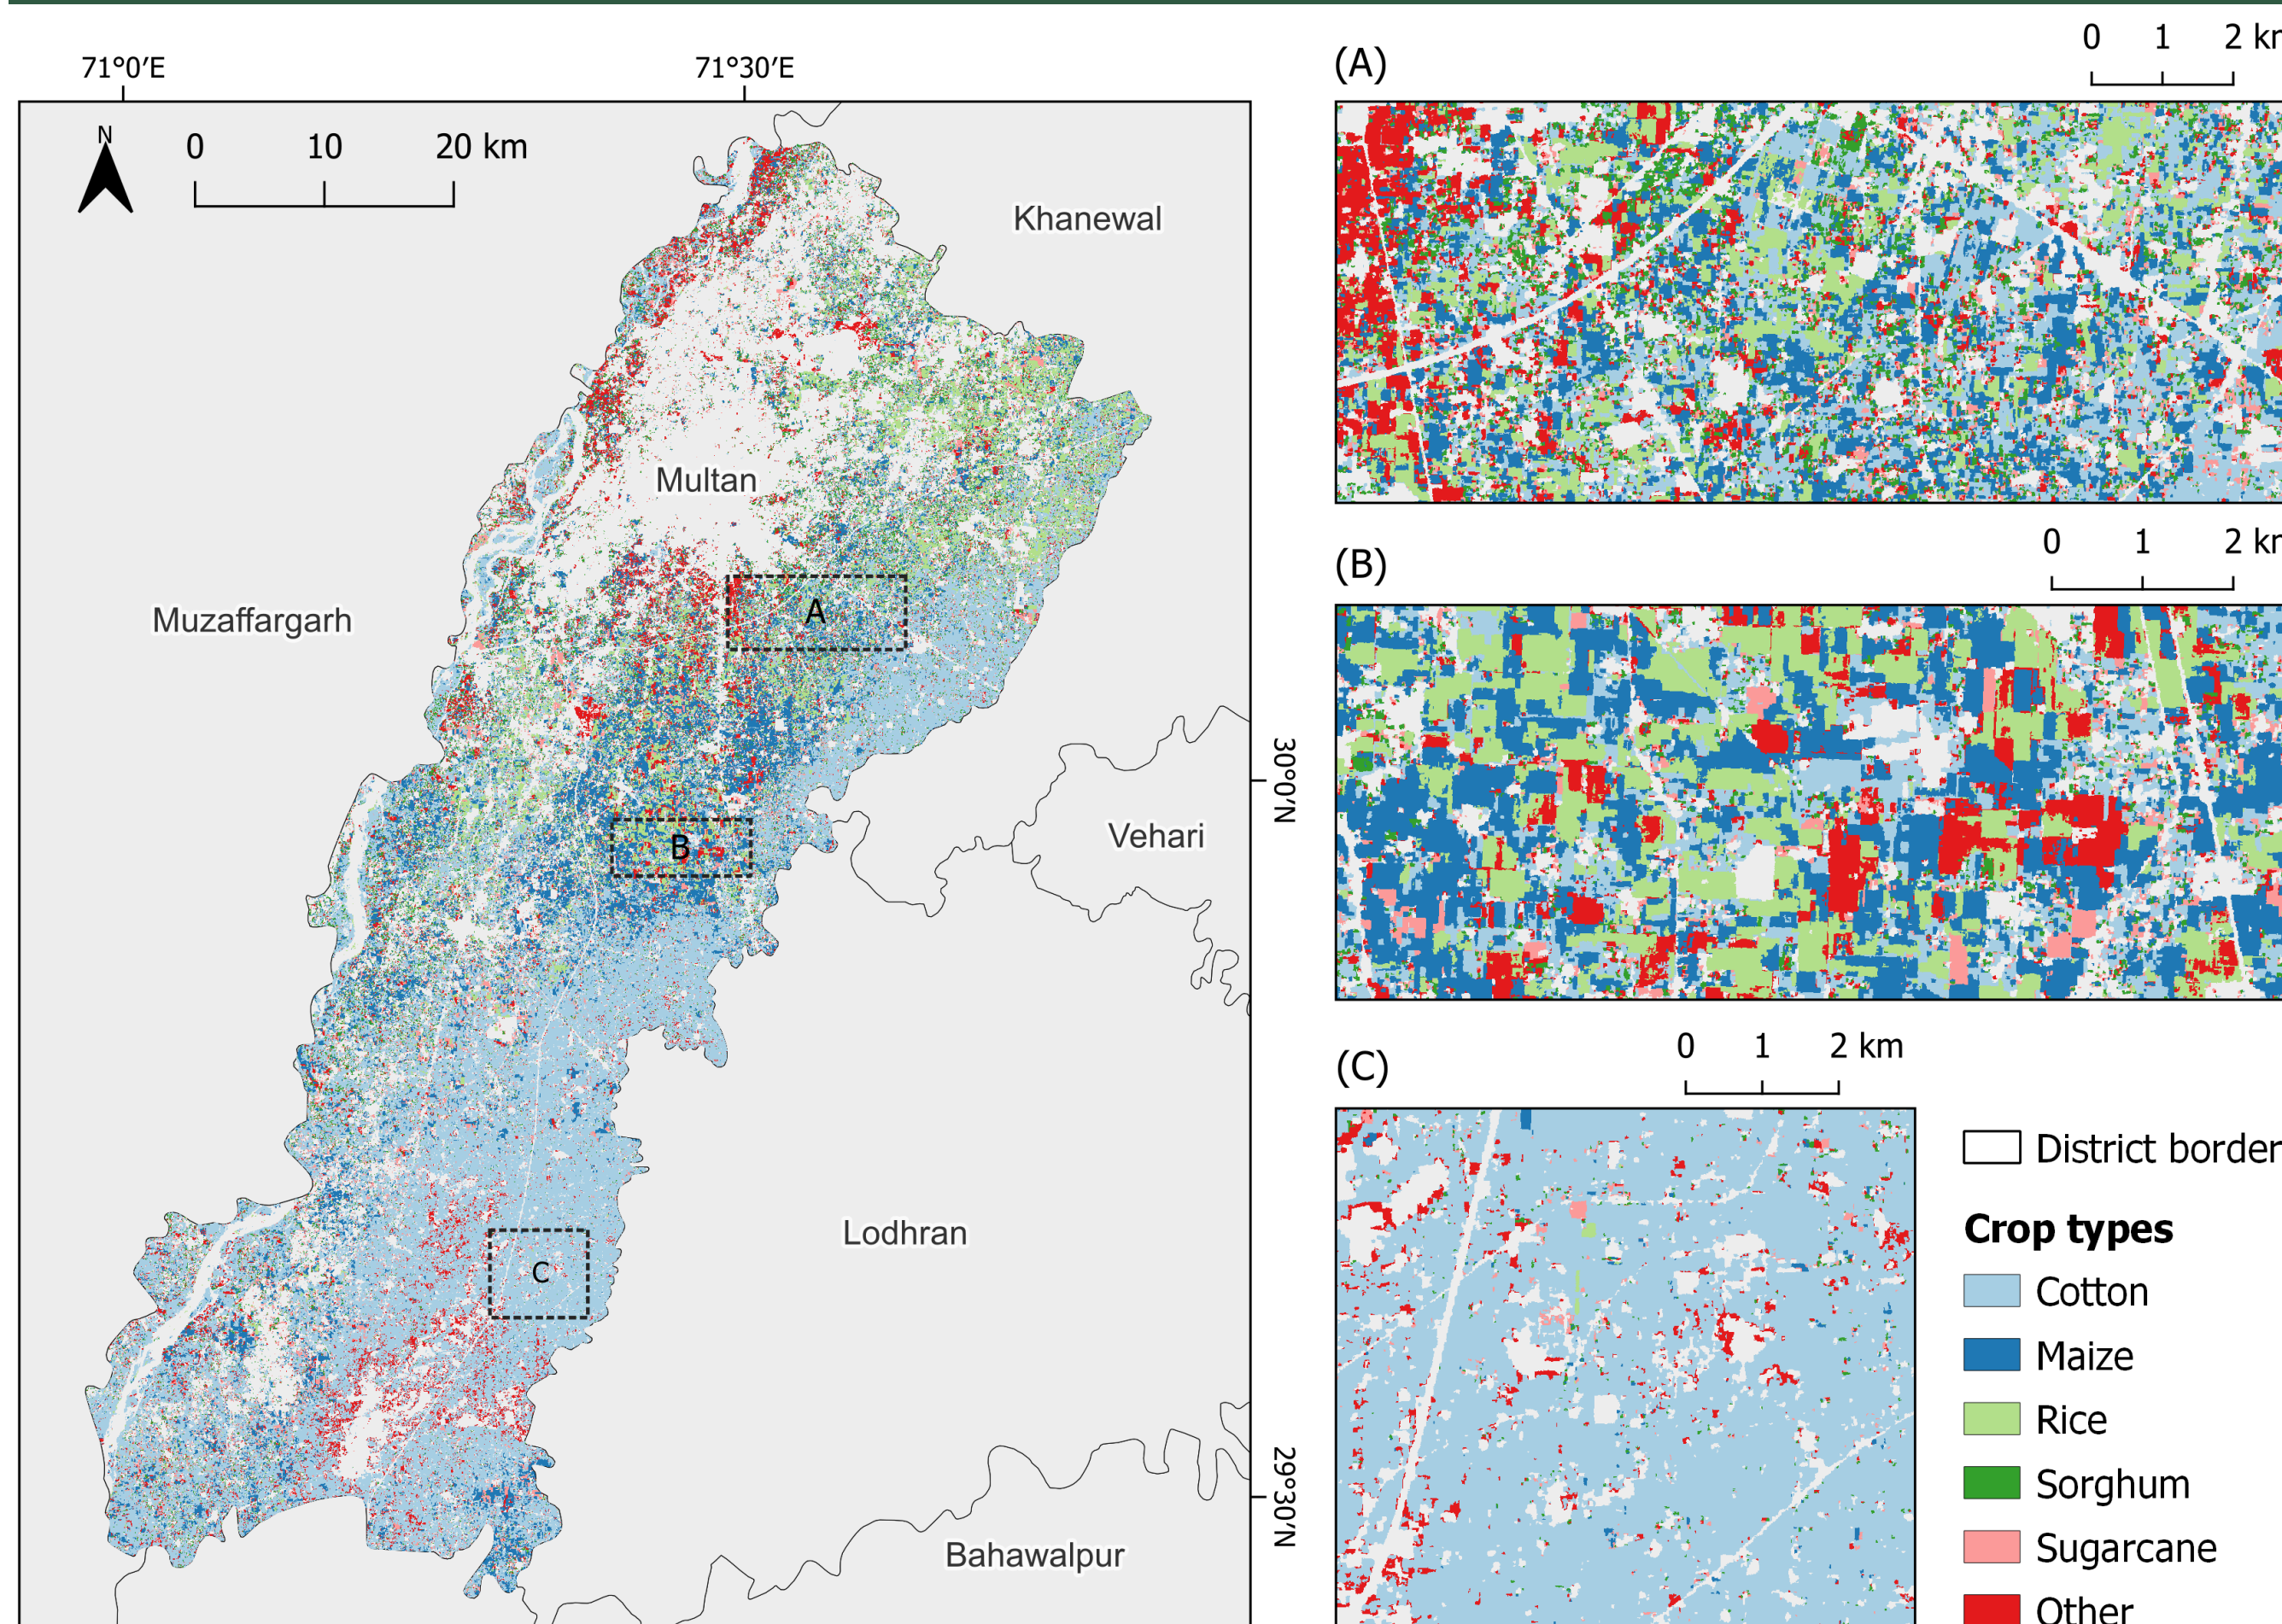 71°0′E
71°30′E
N
0 10 20 km
Khanewal
Multan
Muzaffargarh
A
B
Vehari
30°0′N
Lodhran
C
29°30′N
Bahawalpur
(A)
0 1 2 km
(B)
0 1 2 km
(C)
0 1 2 km
District border
Crop types
Cotton
Maize
Rice
Sorghum
Sugarcane
Other